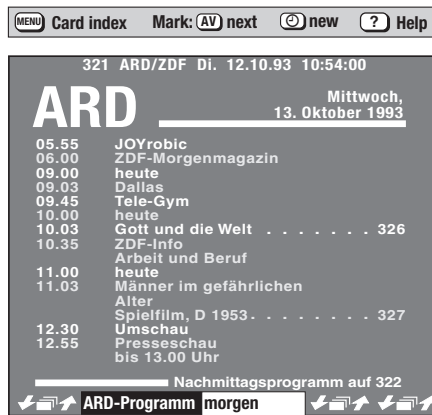 MENU Card index Mark: AV next new ? Help
321 ARD/ZDF Di. 12.10.93 10:54:00
ARD
Mittwoch,
13. Oktober 1993
05.55 JOYrobic
06.00 ZDF-Morgenmagazin
09.00 heute
09.03 Dallas
09.45 Tele-Gym
10.00 heute
10.03 Gott und die Welt . . . . . . . 326
10.35 ZDF-Info
Arbeit und Beruf
11.00 heute
11.03 Männer im gefährlichen
Alter
Spielfilm, D 1953 . . . . . . . . 327
12.30 Umschau
12.55 Presseschau
bis 13.00 Uhr
Nachmittagsprogramm auf 322
ARD-Programm morgen